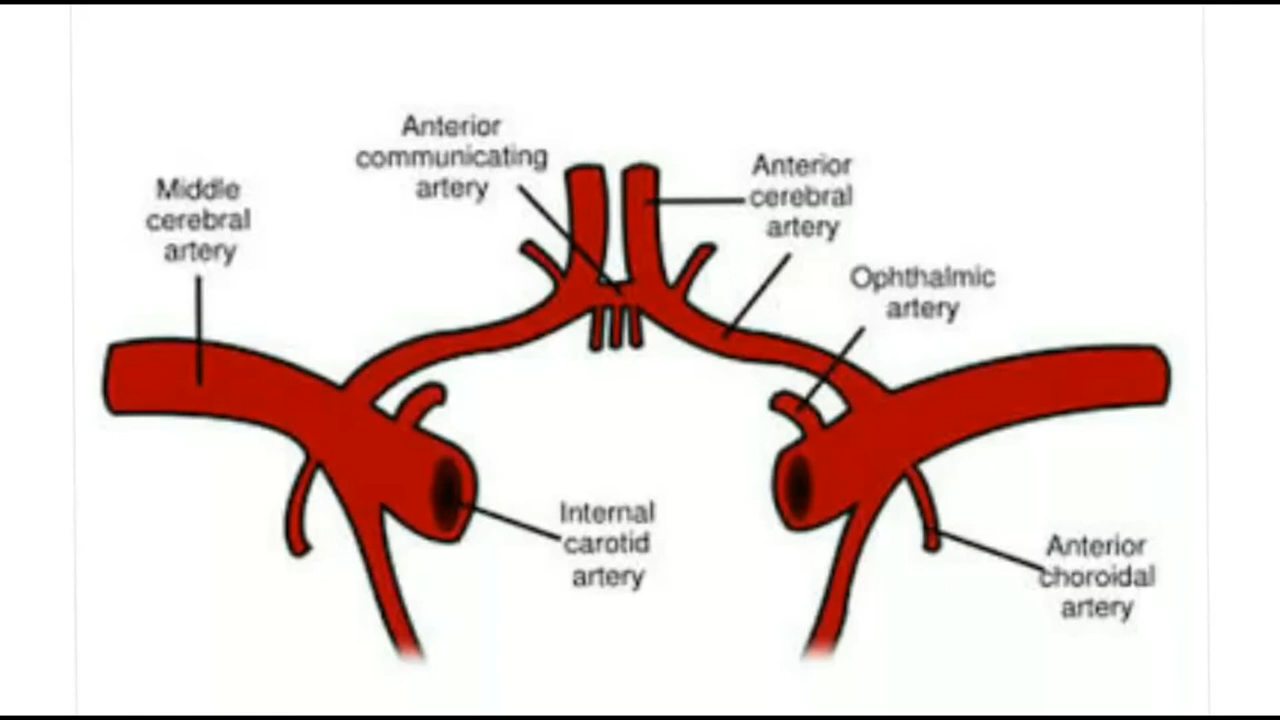 Anterior
communicating
artery
Middle
cerebral
artery
Anterior
cerebral
artery
Ophthalmic
artery
Internal
carotid
artery
Anterior
choroidal
artery